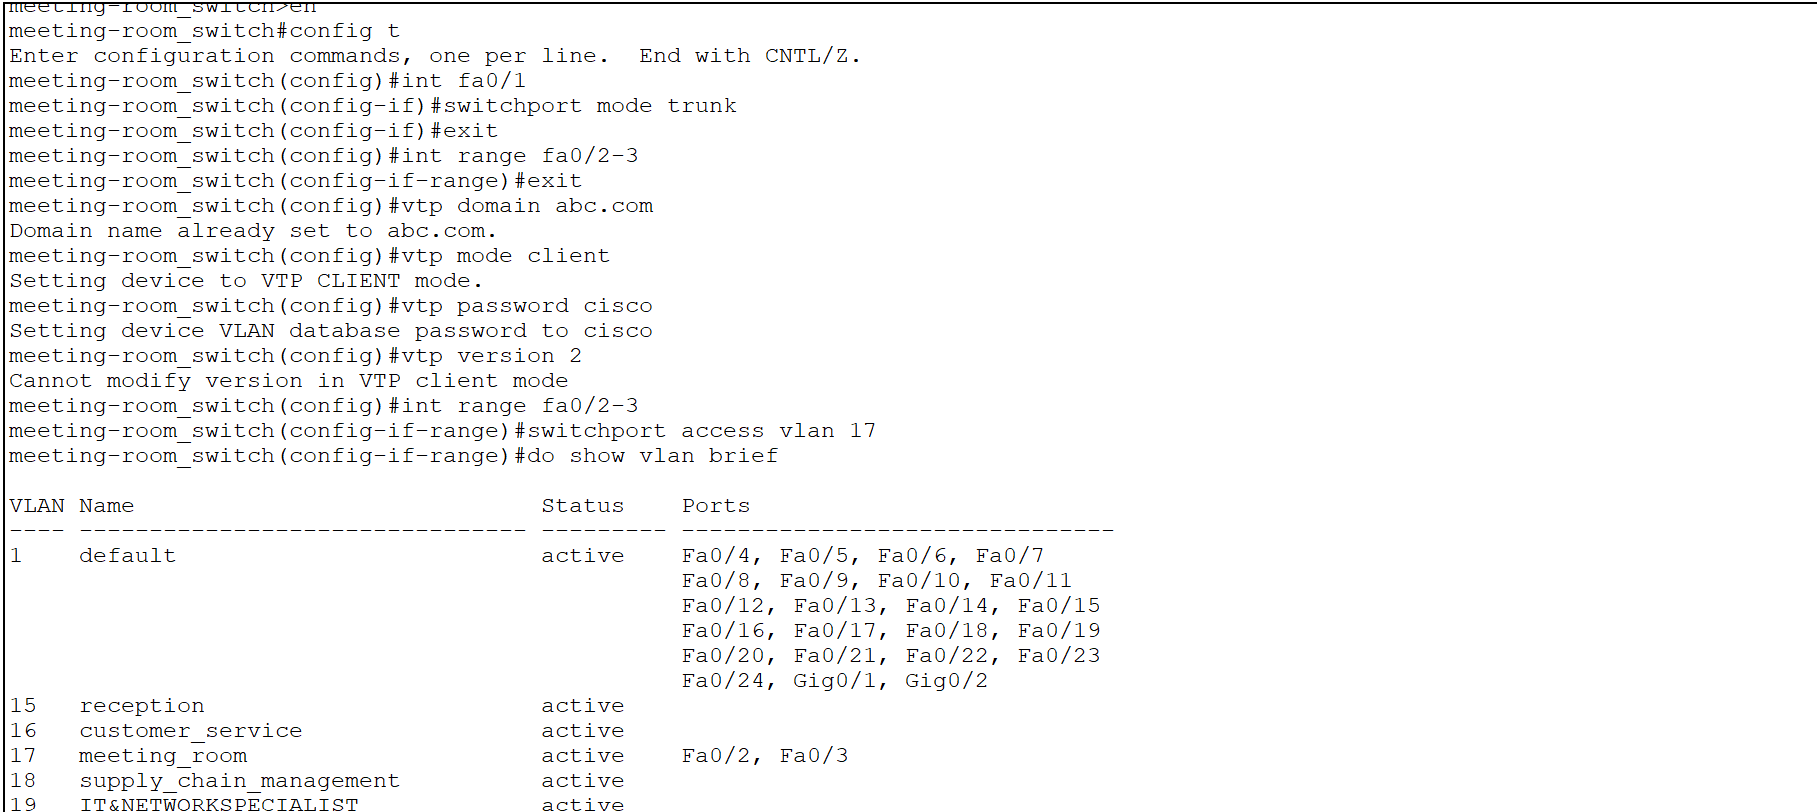 meeting-room_switch>en
meeting-room_switch#config t
Enter configuration commands, one per line.  End with CNTL/Z.
meeting-room_switch(config)#int fa0/1
meeting-room_switch(config-if)#switchport mode trunk
meeting-room_switch(config-if)#exit
meeting-room_switch(config)#int range fa0/2-3
meeting-room_switch(config-if-range)#exit
meeting-room_switch(config)#vtp domain abc.com
Domain name already set to abc.com.
meeting-room_switch(config)#vtp mode client
Setting device to VTP CLIENT mode.
meeting-room_switch(config)#vtp password cisco
Setting device VLAN database password to cisco
meeting-room_switch(config)#vtp version 2
Cannot modify version in VTP client mode
meeting-room_switch(config)#int range fa0/2-3
meeting-room_switch(config-if-range)#switchport access vlan 17
meeting-room_switch(config-if-range)#do show vlan brief
VLAN Name                             Status    Ports
---- -------------------------------- --------- -------------------------------
1    default                          active    Fa0/4, Fa0/5, Fa0/6, Fa0/7
                                                Fa0/8, Fa0/9, Fa0/10, Fa0/11
                                                Fa0/12, Fa0/13, Fa0/14, Fa0/15
                                                Fa0/16, Fa0/17, Fa0/18, Fa0/19
                                                Fa0/20, Fa0/21, Fa0/22, Fa0/23
                                                Fa0/24, Gig0/1, Gig0/2
15   reception                        active
16   customer_service                 active
17   meeting_room                     active    Fa0/2, Fa0/3
18   supply_chain_management          active
19   IT&NETWORKSPECIALIST             active